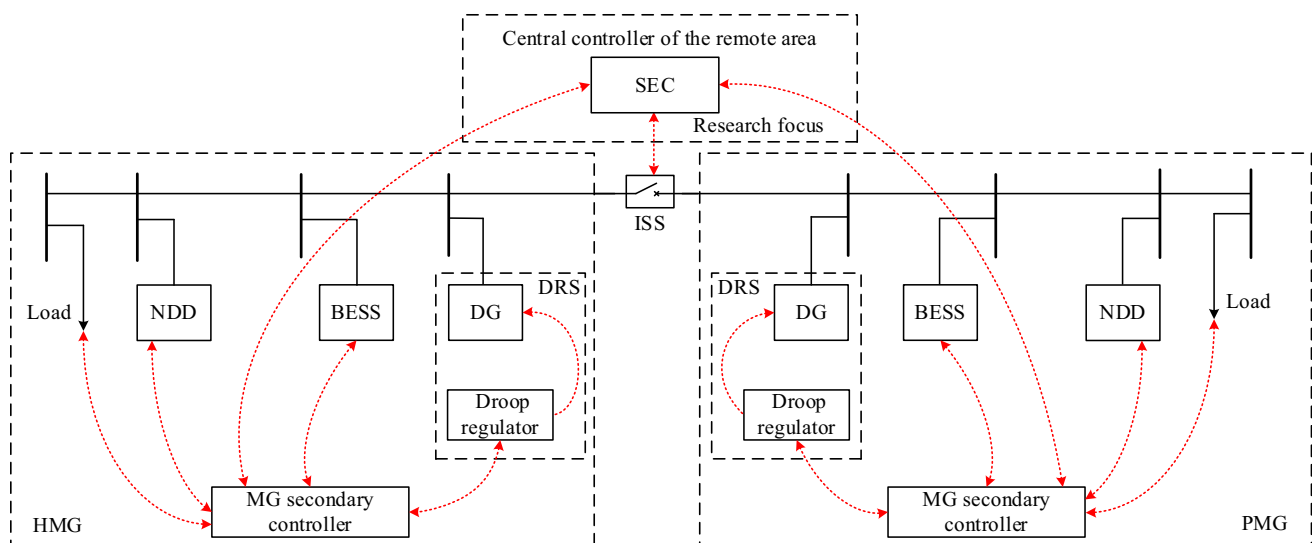 Central controller of the remote area
SEC
Research focus
ISS
Load
NDD
BESS
DRS
DG
Droop
regulator
MG secondary
controller
HMG
DRS
DG
BESS
NDD
Load
Droop
regulator
MG secondary
controller
PMG